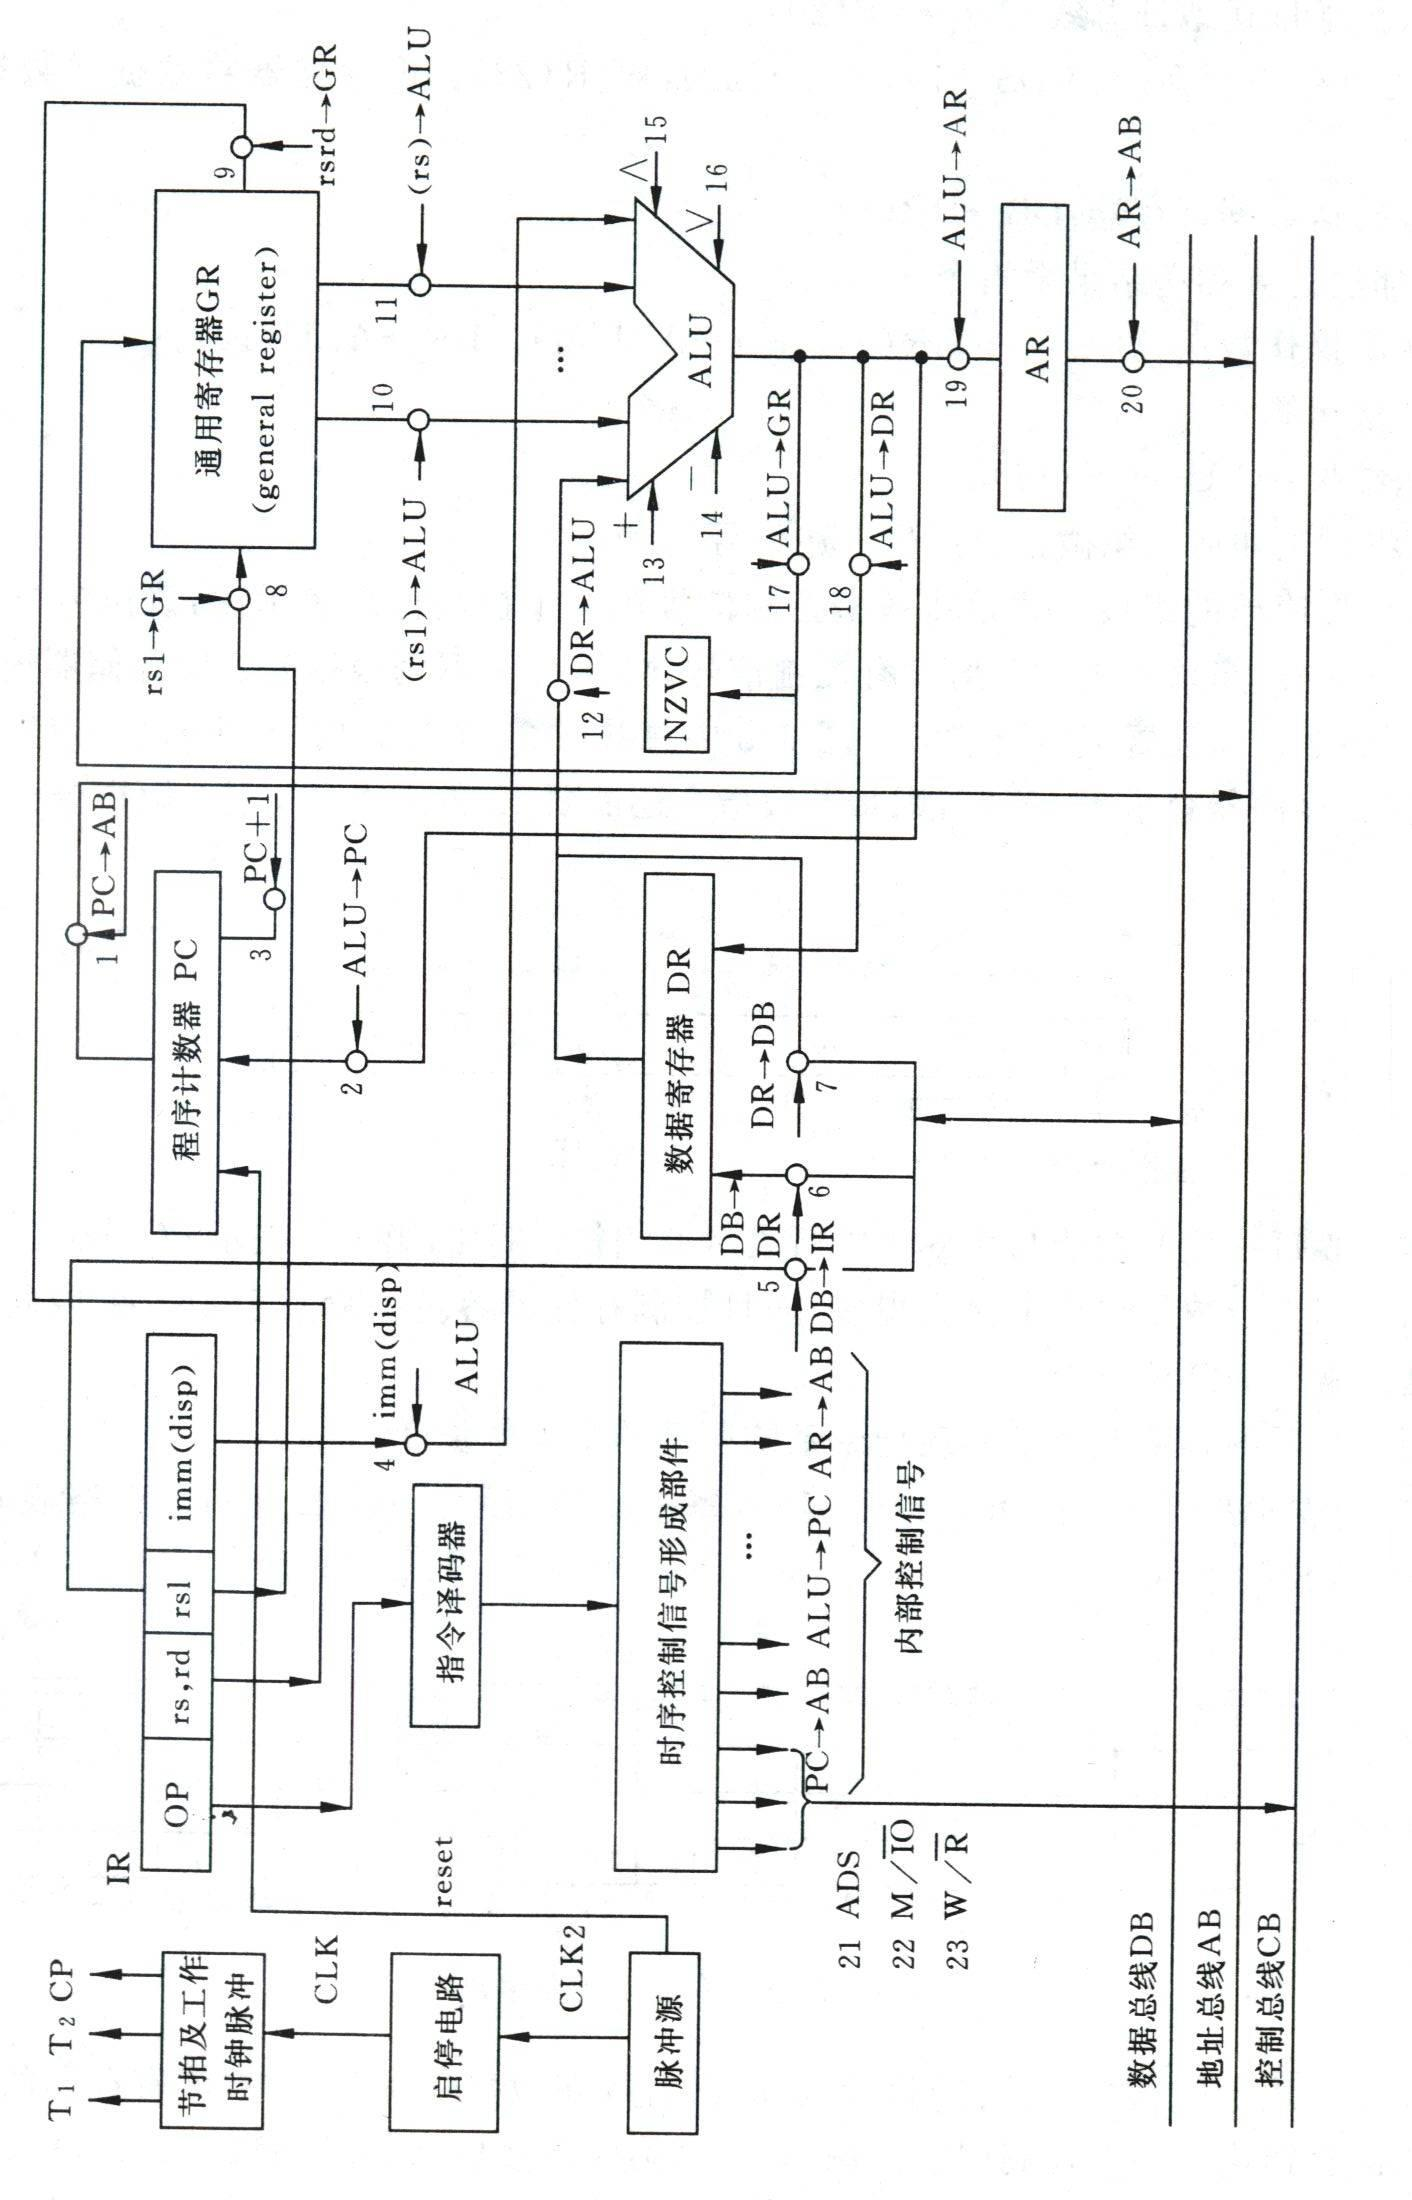 T1 T2 CP
节拍及工作
时钟脉冲
CLK
启停电路
CLK2
脉冲源
reset
IR
OP
rs,rd
rs1
imm(disp)
4
imm(disp)
ALU
指令译码器
时序控制信号形成部件
...
PC→AB ALU→PC AR→AB DB→IR
内部控制信号
21 ADS
22 M/IO
23 W/R
程序计数器 PC
1
PC→AB
3
PC+1
2
ALU→PC
数据寄存器 DR
5
DB→
DR
6
DR→DB
7
rs1→GR
8
通用寄存器GR
(general register)
9
rsrd→GR
10
(rs1)→ALU
11
(rs)→ALU
12
DR→ALU
...
ALU
+
13
−
14
∧
15
∨
16
NZVC
17
ALU→GR
18
ALU→DR
19
ALU→AR
AR
20
AR→AB
数据总线DB
地址总线AB
控制总线CB